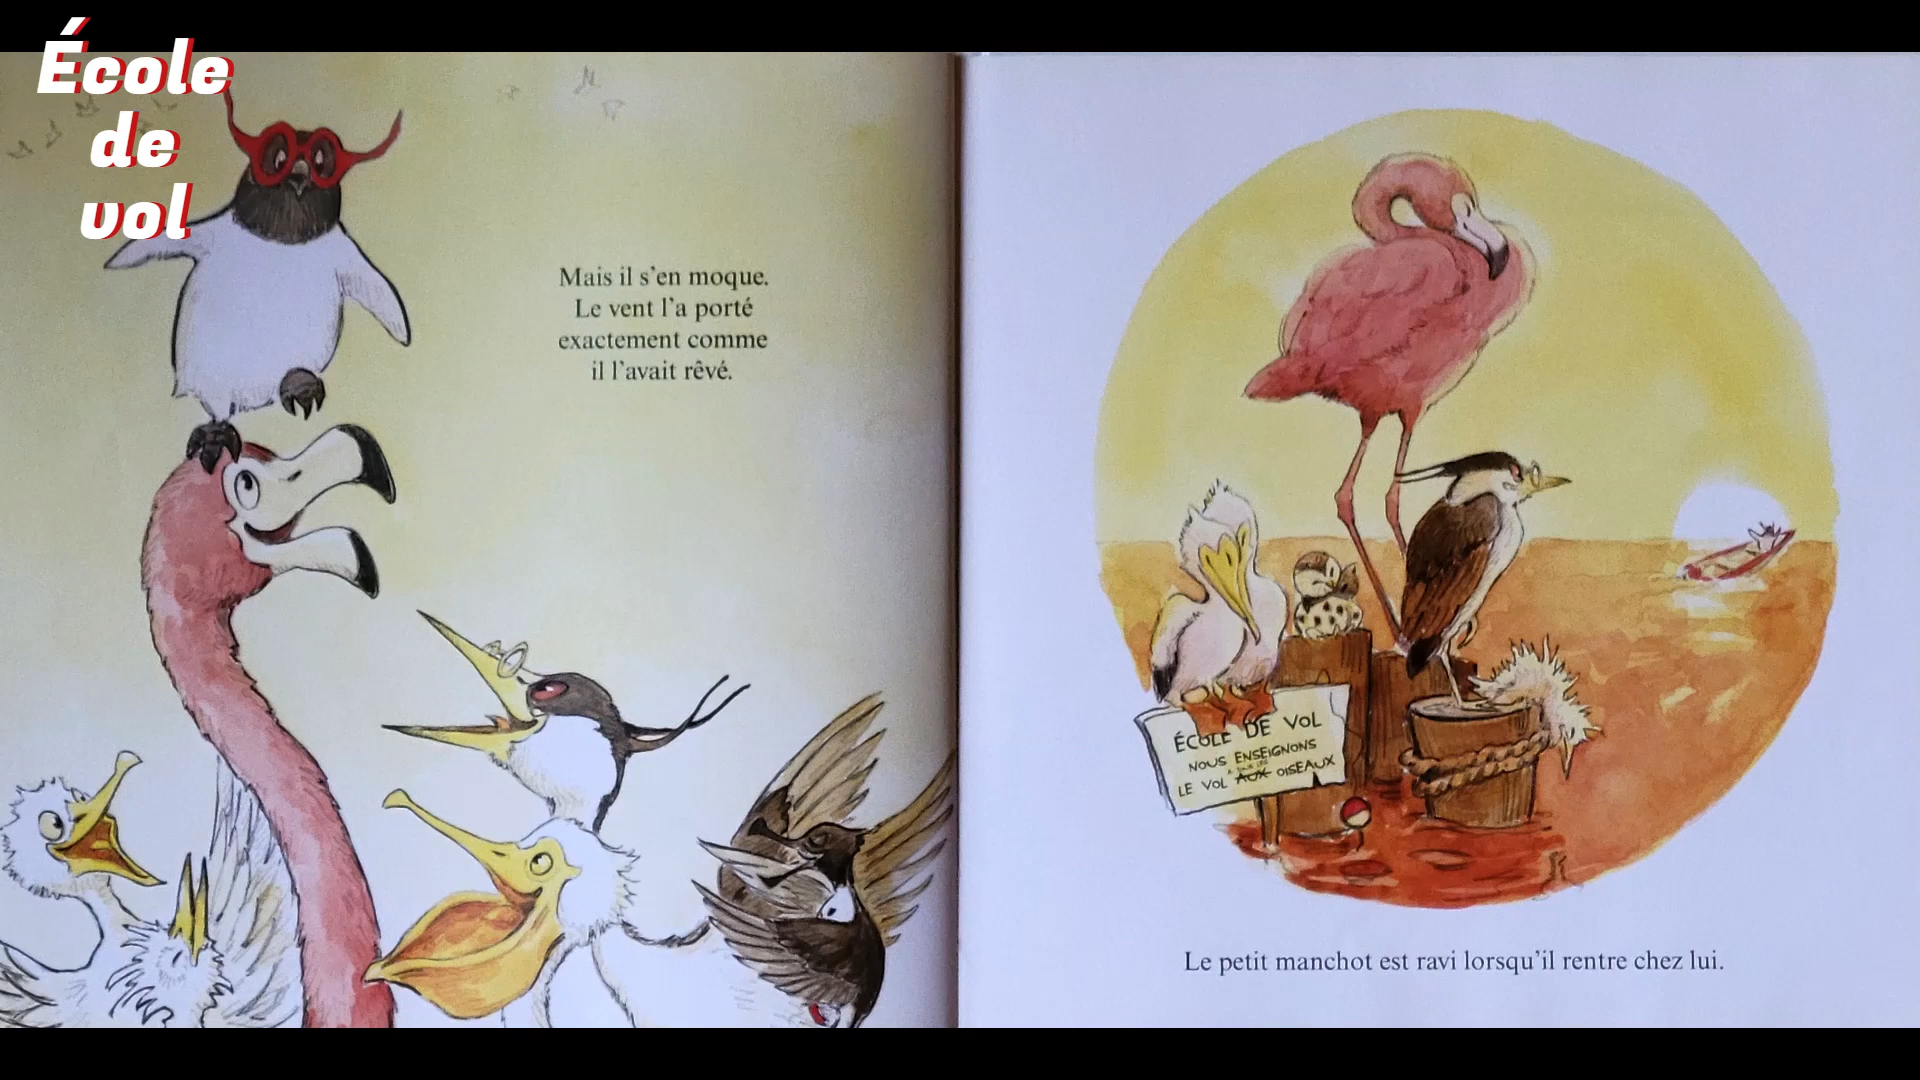 École
de
vol
Mais il s'en moque.
Le vent l'a porté
exactement comme
il l'avait rêvé.
ÉCOLE DE VOL
NOUS ENSEIGNONS
À TOUS LES
LE VOL AUX OISEAUX
Le petit manchot est ravi lorsqu'il rentre chez lui.